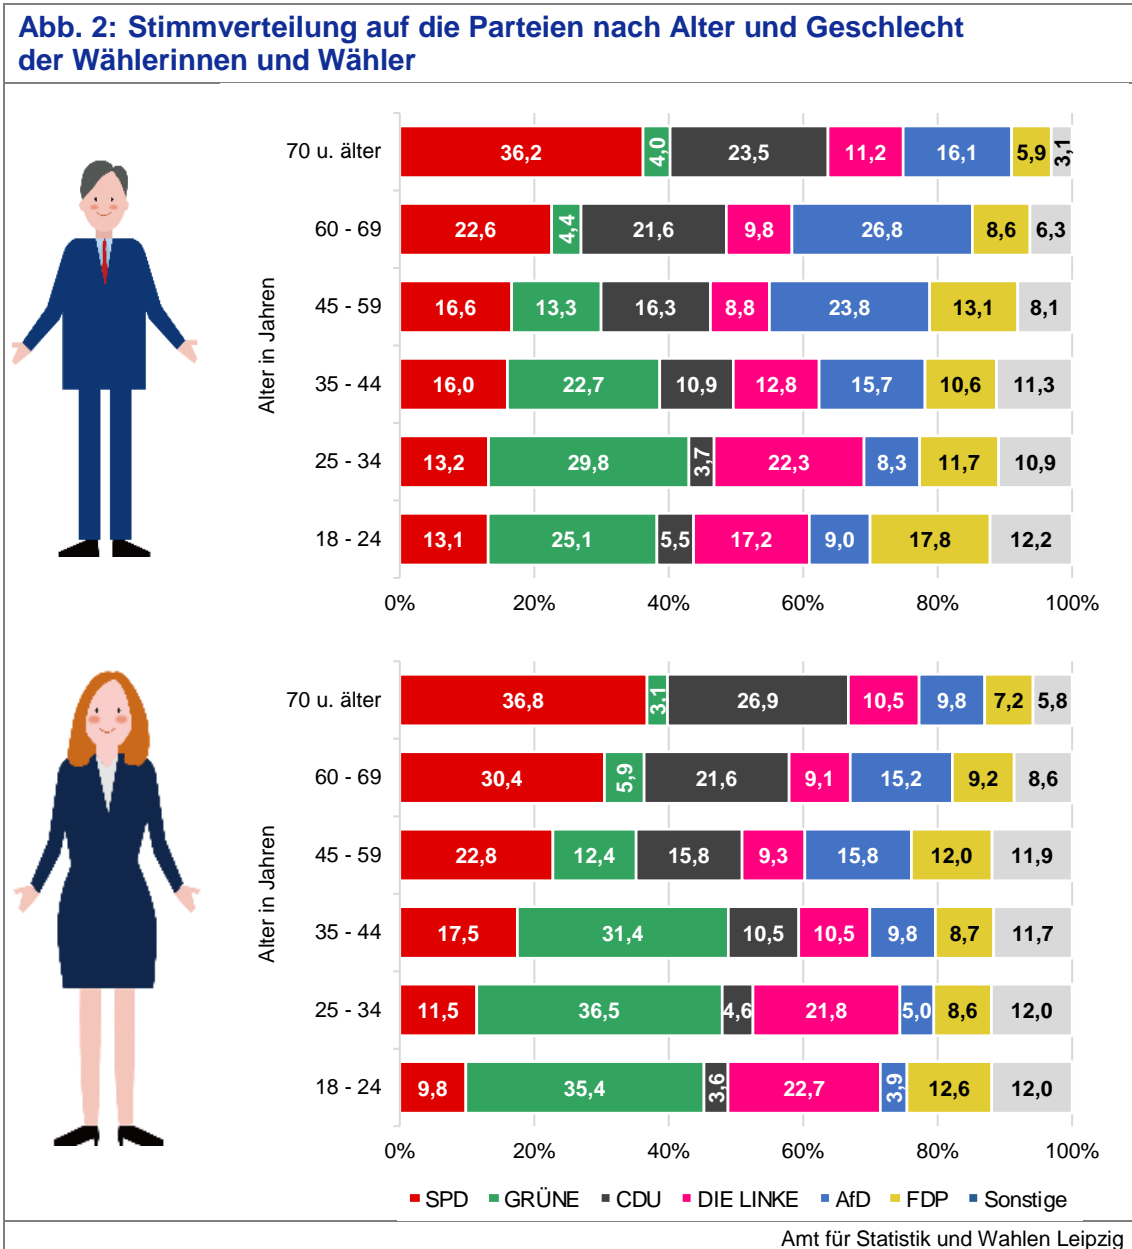 Abb. 2: Stimmverteilung auf die Parteien nach Alter und Geschlecht
der Wählerinnen und Wähler
Alter in Jahren
70 u. älter 36,2 4,0 23,5 11,2 16,1 5,9 3,1
60 - 69 22,6 4,4 21,6 9,8 26,8 8,6 6,3
45 - 59 16,6 13,3 16,3 8,8 23,8 13,1 8,1
35 - 44 16,0 22,7 10,9 12,8 15,7 10,6 11,3
25 - 34 13,2 29,8 3,7 22,3 8,3 11,7 10,9
18 - 24 13,1 25,1 5,5 17,2 9,0 17,8 12,2
0% 20% 40% 60% 80% 100%
Alter in Jahren
70 u. älter 36,8 3,1 26,9 10,5 9,8 7,2 5,8
60 - 69 30,4 5,9 21,6 9,1 15,2 9,2 8,6
45 - 59 22,8 12,4 15,8 9,3 15,8 12,0 11,9
35 - 44 17,5 31,4 10,5 10,5 9,8 8,7 11,7
25 - 34 11,5 36,5 4,6 21,8 5,0 8,6 12,0
18 - 24 9,8 35,4 3,6 22,7 3,9 12,6 12,0
0% 20% 40% 60% 80% 100%
SPD GRÜNE CDU DIE LINKE AfD FDP Sonstige
Amt für Statistik und Wahlen Leipzig